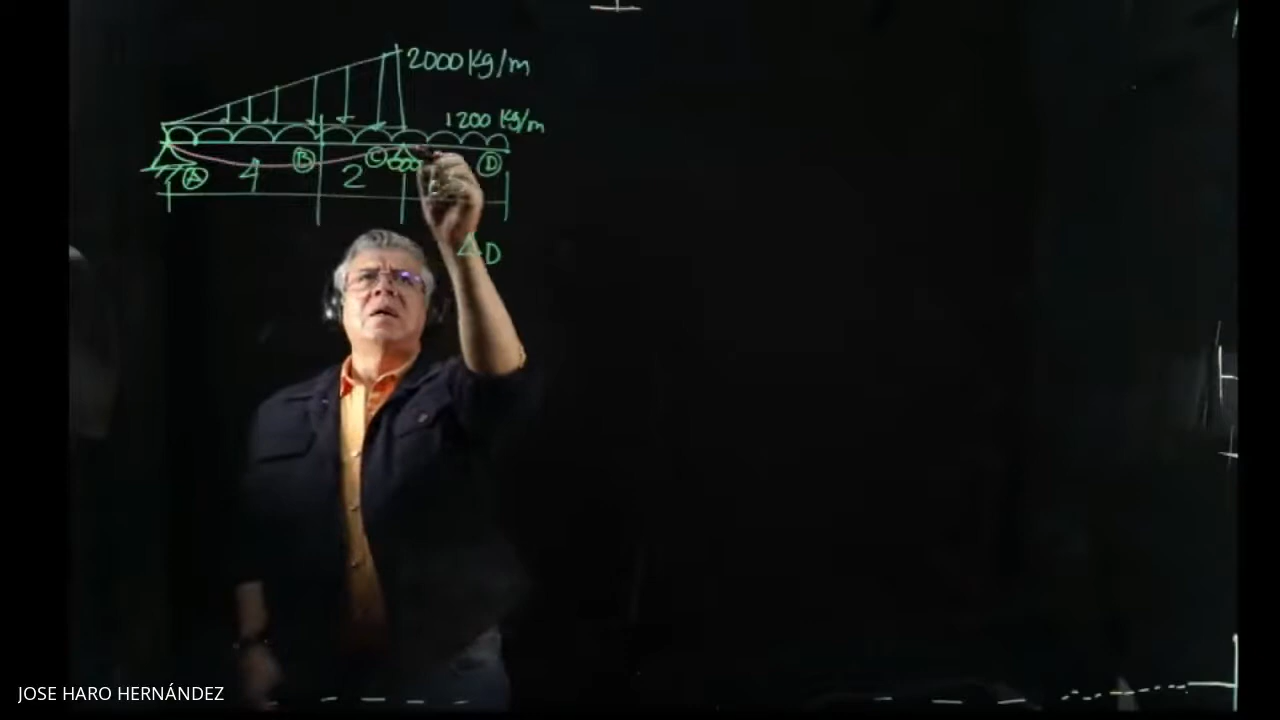 2000 Kg/m
1200 Kg/m
A B C D
4 2
ΔD
JOSE HARO HERNÁNDEZ